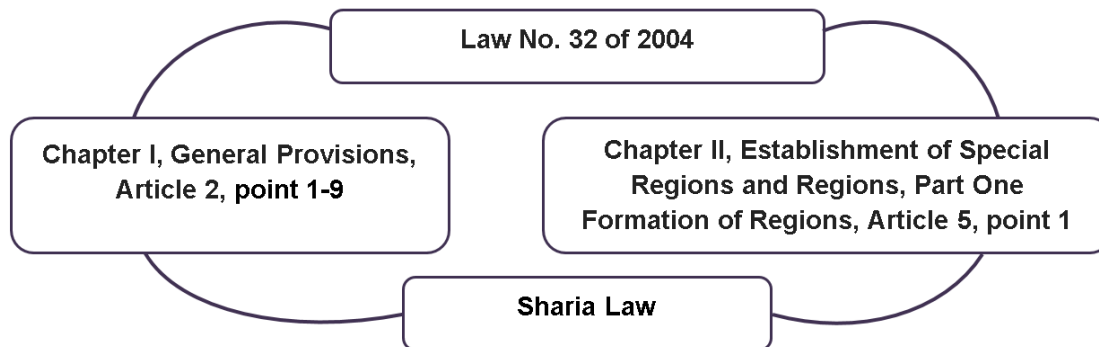 Law No. 32 of 2004
Chapter I, General Provisions,
Article 2, point 1-9
Chapter II, Establishment of Special
Regions and Regions, Part One
Formation of Regions, Article 5, point 1
Sharia Law